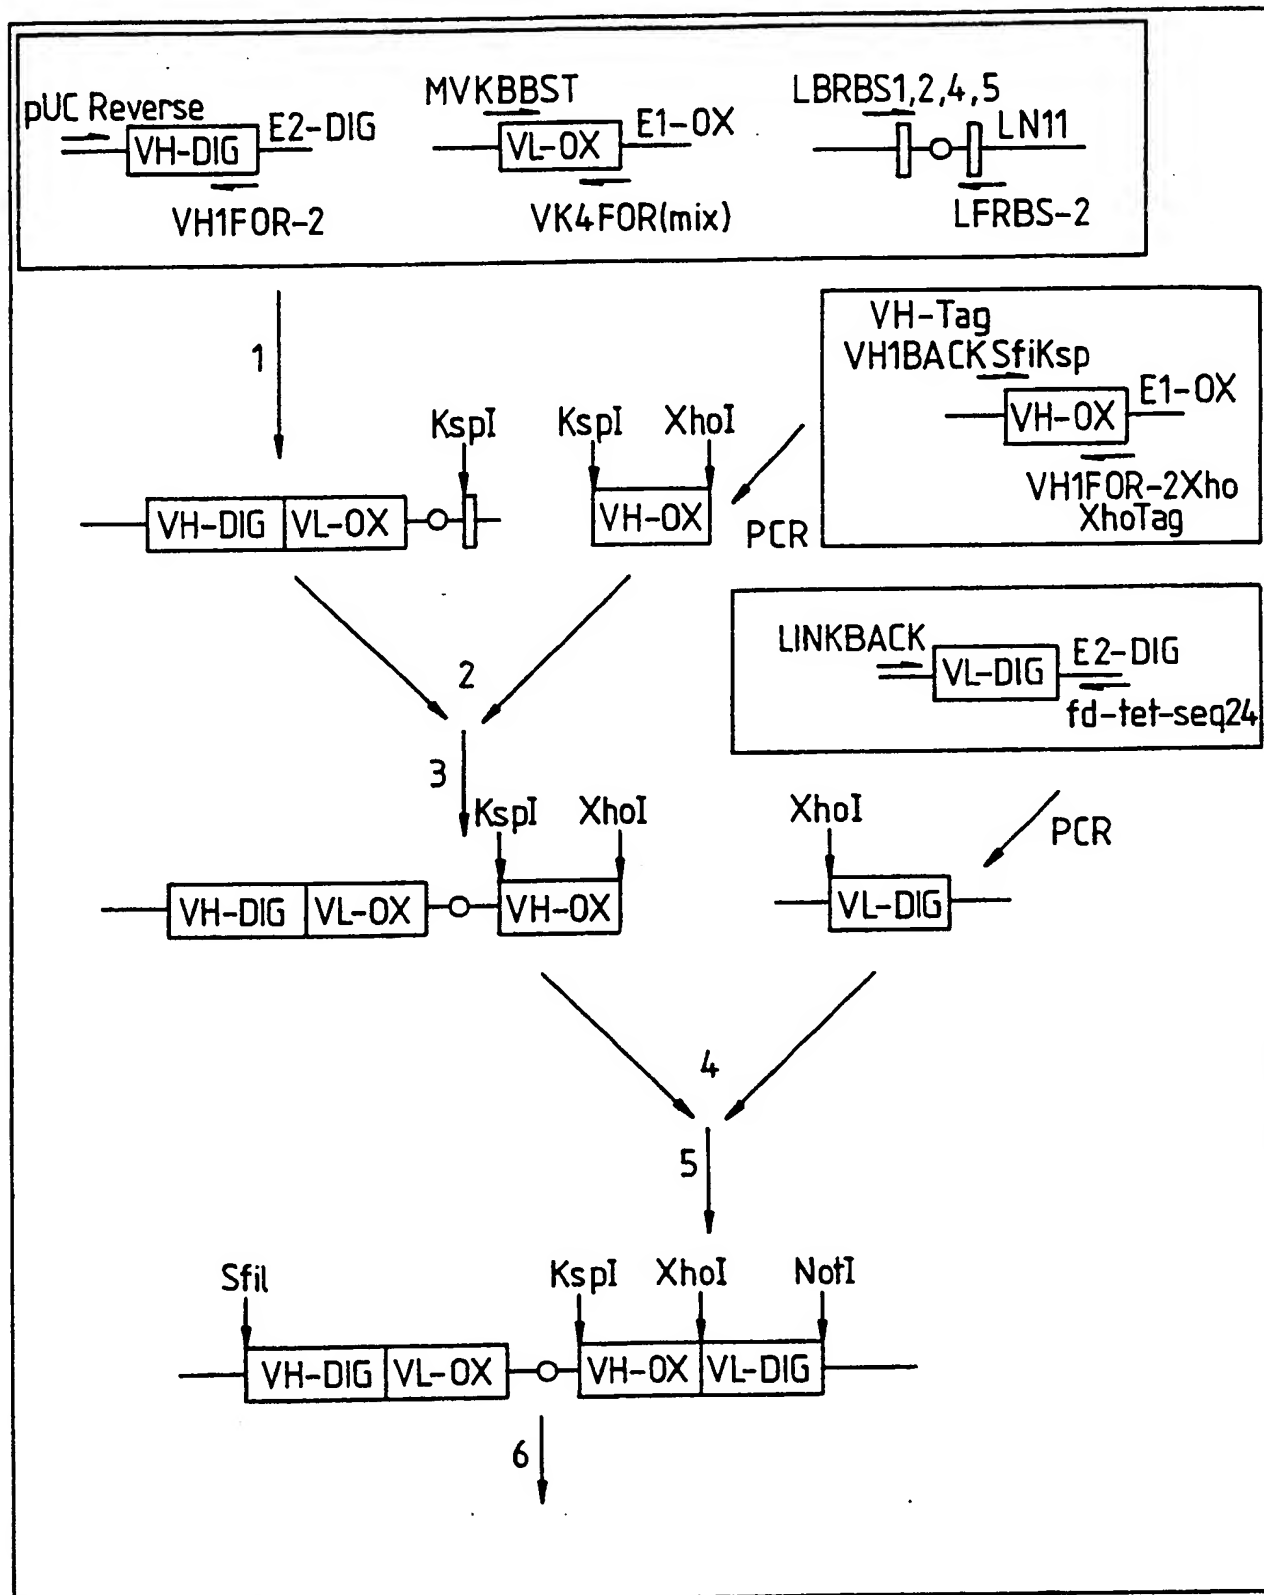 pUC Reverse
VH-DIG
E2-DIG
VH1FOR-2
MVKBBST
VL-OX
E1-OX
VK4FOR(mix)
LBRBS1,2,4,5
LN11
LFRBS-2
1
VH-Tag
VH1BACKSfiKsp
VH-OX
E1-OX
VH1FOR-2Xho
XhoTag
KspI
KspI
XhoI
VH-DIG
VL-OX
VH-OX
PCR
LINKBACK
VL-DIG
E2-DIG
fd-tet-seq24
2
3
KspI
XhoI
XhoI
PCR
VH-DIG
VL-OX
VH-OX
VL-DIG
4
5
SfiI
KspI
XhoI
NotI
VH-DIG
VL-OX
VH-OX
VL-DIG
6